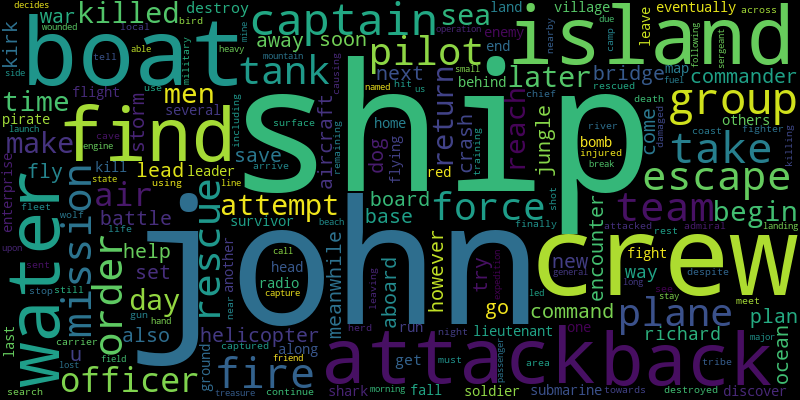 war killed destroy captain sea land village eventually across decides
bird kirk boat away soon pilot tank later island leave
wounded local able heavy mountain operation enemy end nearby due camp following sergeant
side military tell mine use next behind bridge map commander
time men flight several storm aircraft including causing hit us small named chief fuel rescued death
pirate find ship return crash reach jungle come group others
make launch cave engine kill save home dog flying red training bomb injured river coast fighter damaged killing
fly lead leader surface arrive remaining break take
enterprise state using line air attempt board base force shot escape
fleet wolf water mission rescue survivor beach finally team begin
upon life battle john however encounter attacked admiral rest landing
order help call meanwhile aboard try expedition crew fight despite
sent set another head radio capture new general way long see stay meet
day near leaving go led command plane plan
stop still gun hand helicopter run night lieutenant one richard major
last also carrier captured along nerd attack back ocean
u field ground friend get must passenger area tribe
lost officer fire shark fall soldier submarine towards destroyed discover
search treasure continue morning